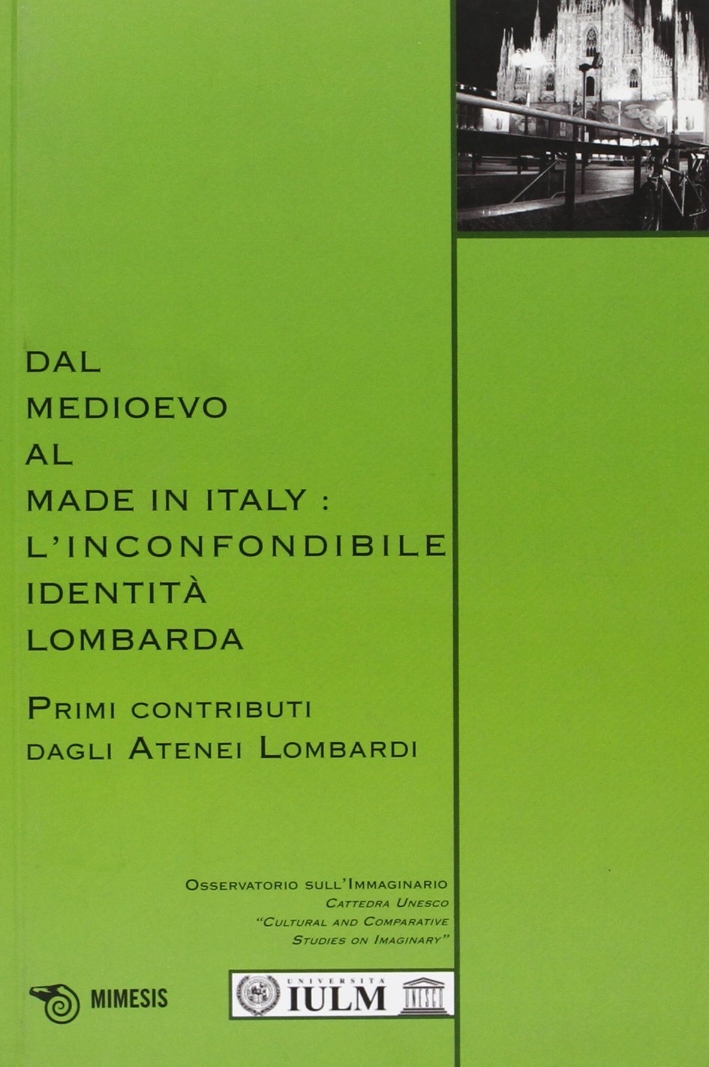 DAL
MEDIOEVO
AL
MADE IN ITALY :
L'INCONFONDIBILE
IDENTITÀ
LOMBARDA
PRIMI CONTRIBUTI
DAGLI ATENEI LOMBARDI
OSSERVATORIO SULL'IMMAGINARIO
CATTEDRA UNESCO
“CULTURAL AND COMPARATIVE
STUDIES ON IMAGINARY”
MIMESIS
UNIVERSITÀ
IULM
UNESCO